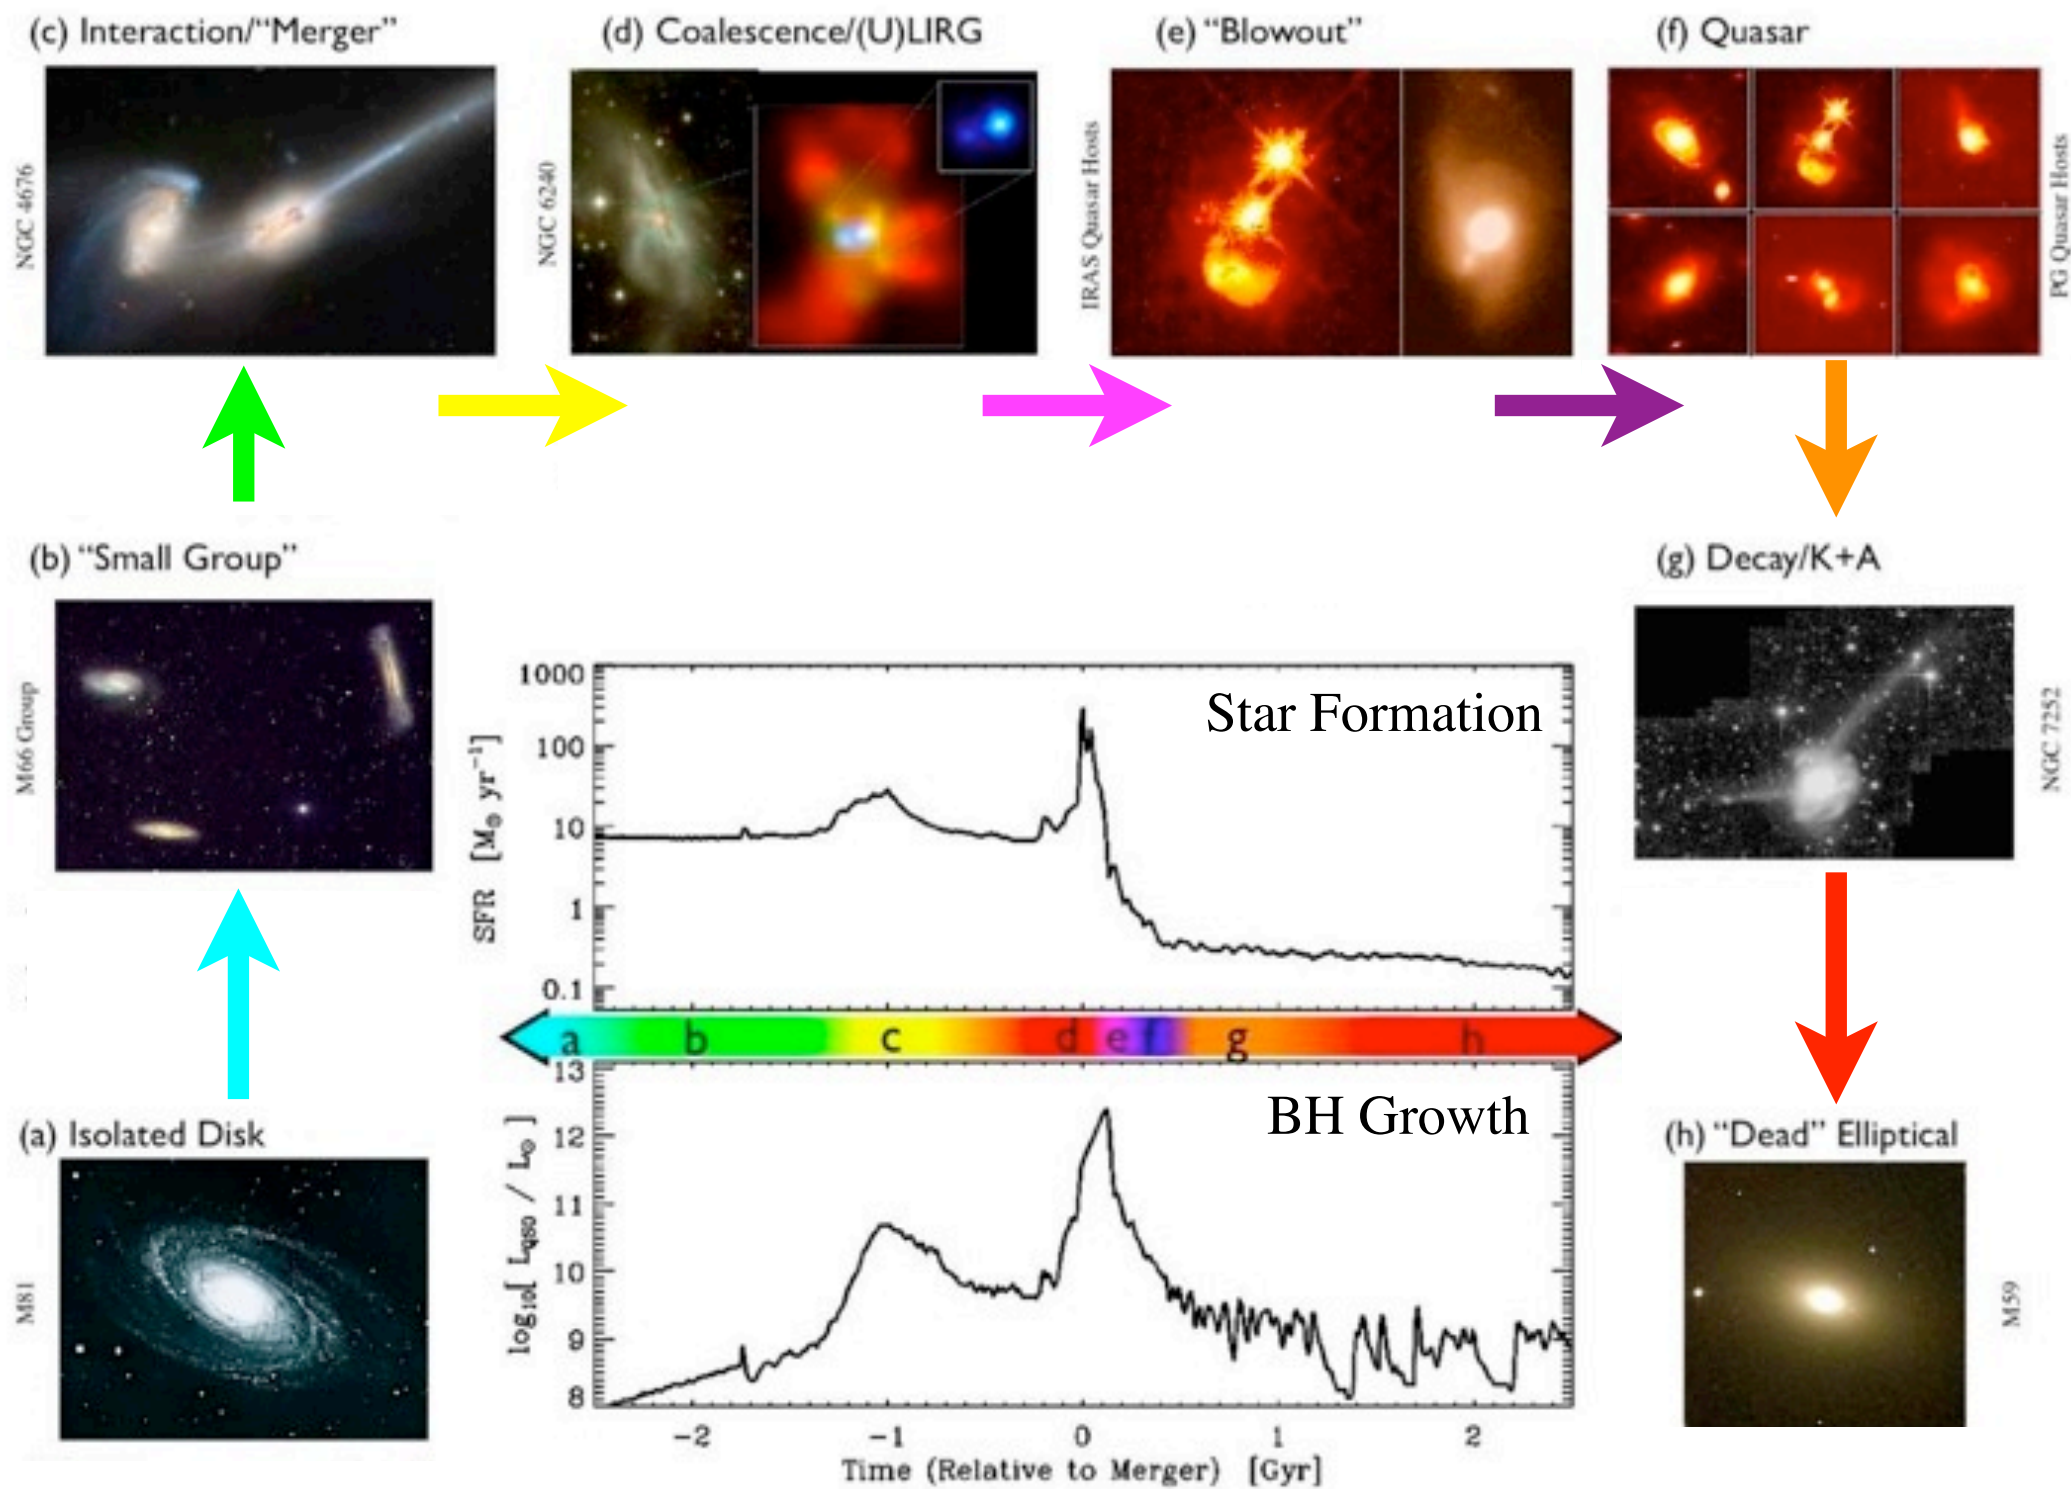 (c) Interaction/“Merger”
(d) Coalescence/(U)LIRG
(e) “Blowout”
(f) Quasar
NGC 4676
NGC 6240
IRAS Quasar Hosts
PG Quasar Hosts
(b) “Small Group”
M66 Group
(g) Decay/K+A
NGC 7252
1000
100
10
1
0.1
SFR [M⊙ yr⁻¹]
Star Formation
a b c d e f g h
13
12
11
10
9
8
log₁₀[ L_QSO / L⊙ ]
BH Growth
-2 -1 0 1 2
Time (Relative to Merger) [Gyr]
(a) Isolated Disk
M81
(h) “Dead” Elliptical
M59